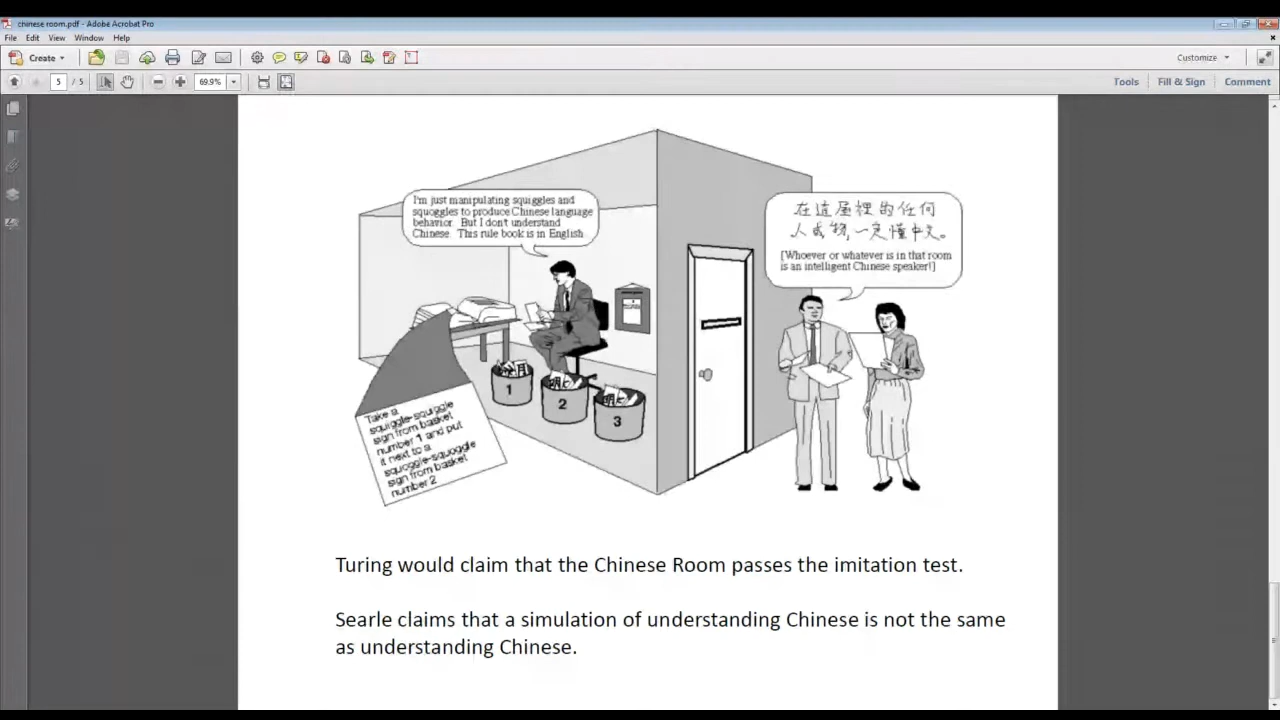 chinese room.pdf - Adobe Acrobat Pro
File Edit View Window Help
Create
Customize
5 / 5
69.9%
Tools
Fill & Sign
Comment
I'm just manipulating squiggles and
squoggles to produce Chinese language
behavior. But I don't understand
Chinese. This rule book is in English
在這屋裡的任何
人或物,一定懂中文。
[Whoever or whatever is in that room
is an intelligent Chinese speaker!]
1
2
3
Take a
squiggle-squiggle
sign from basket
number 1 and put
it next to a
squoggle-squoggle
sign from basket
number 2
Turing would claim that the Chinese Room passes the imitation test.
Searle claims that a simulation of understanding Chinese is not the same
as understanding Chinese.